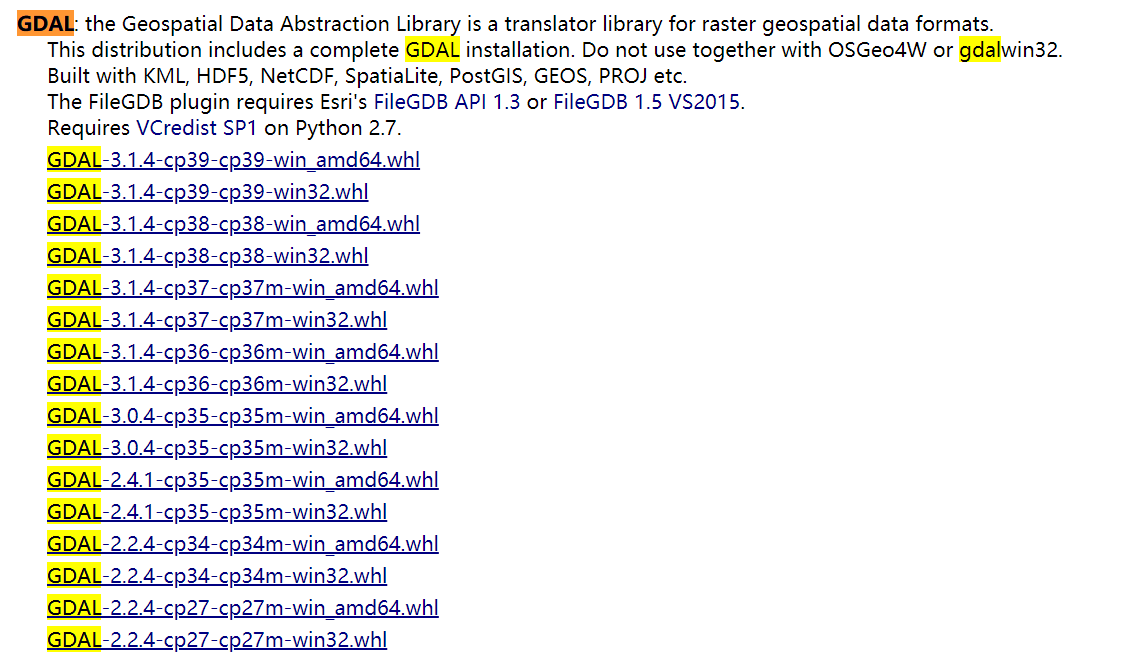 GDAL: the Geospatial Data Abstraction Library is a translator library for raster geospatial data formats.
This distribution includes a complete GDAL installation. Do not use together with OSGeo4W or gdalwin32.
Built with KML, HDF5, NetCDF, SpatiaLite, PostGIS, GEOS, PROJ etc.
The FileGDB plugin requires Esri's FileGDB API 1.3 or FileGDB 1.5 VS2015.
Requires VCredist SP1 on Python 2.7.
GDAL-3.1.4-cp39-cp39-win_amd64.whl
GDAL-3.1.4-cp39-cp39-win32.whl
GDAL-3.1.4-cp38-cp38-win_amd64.whl
GDAL-3.1.4-cp38-cp38-win32.whl
GDAL-3.1.4-cp37-cp37m-win_amd64.whl
GDAL-3.1.4-cp37-cp37m-win32.whl
GDAL-3.1.4-cp36-cp36m-win_amd64.whl
GDAL-3.1.4-cp36-cp36m-win32.whl
GDAL-3.0.4-cp35-cp35m-win_amd64.whl
GDAL-3.0.4-cp35-cp35m-win32.whl
GDAL-2.4.1-cp35-cp35m-win_amd64.whl
GDAL-2.4.1-cp35-cp35m-win32.whl
GDAL-2.2.4-cp34-cp34m-win_amd64.whl
GDAL-2.2.4-cp34-cp34m-win32.whl
GDAL-2.2.4-cp27-cp27m-win_amd64.whl
GDAL-2.2.4-cp27-cp27m-win32.whl